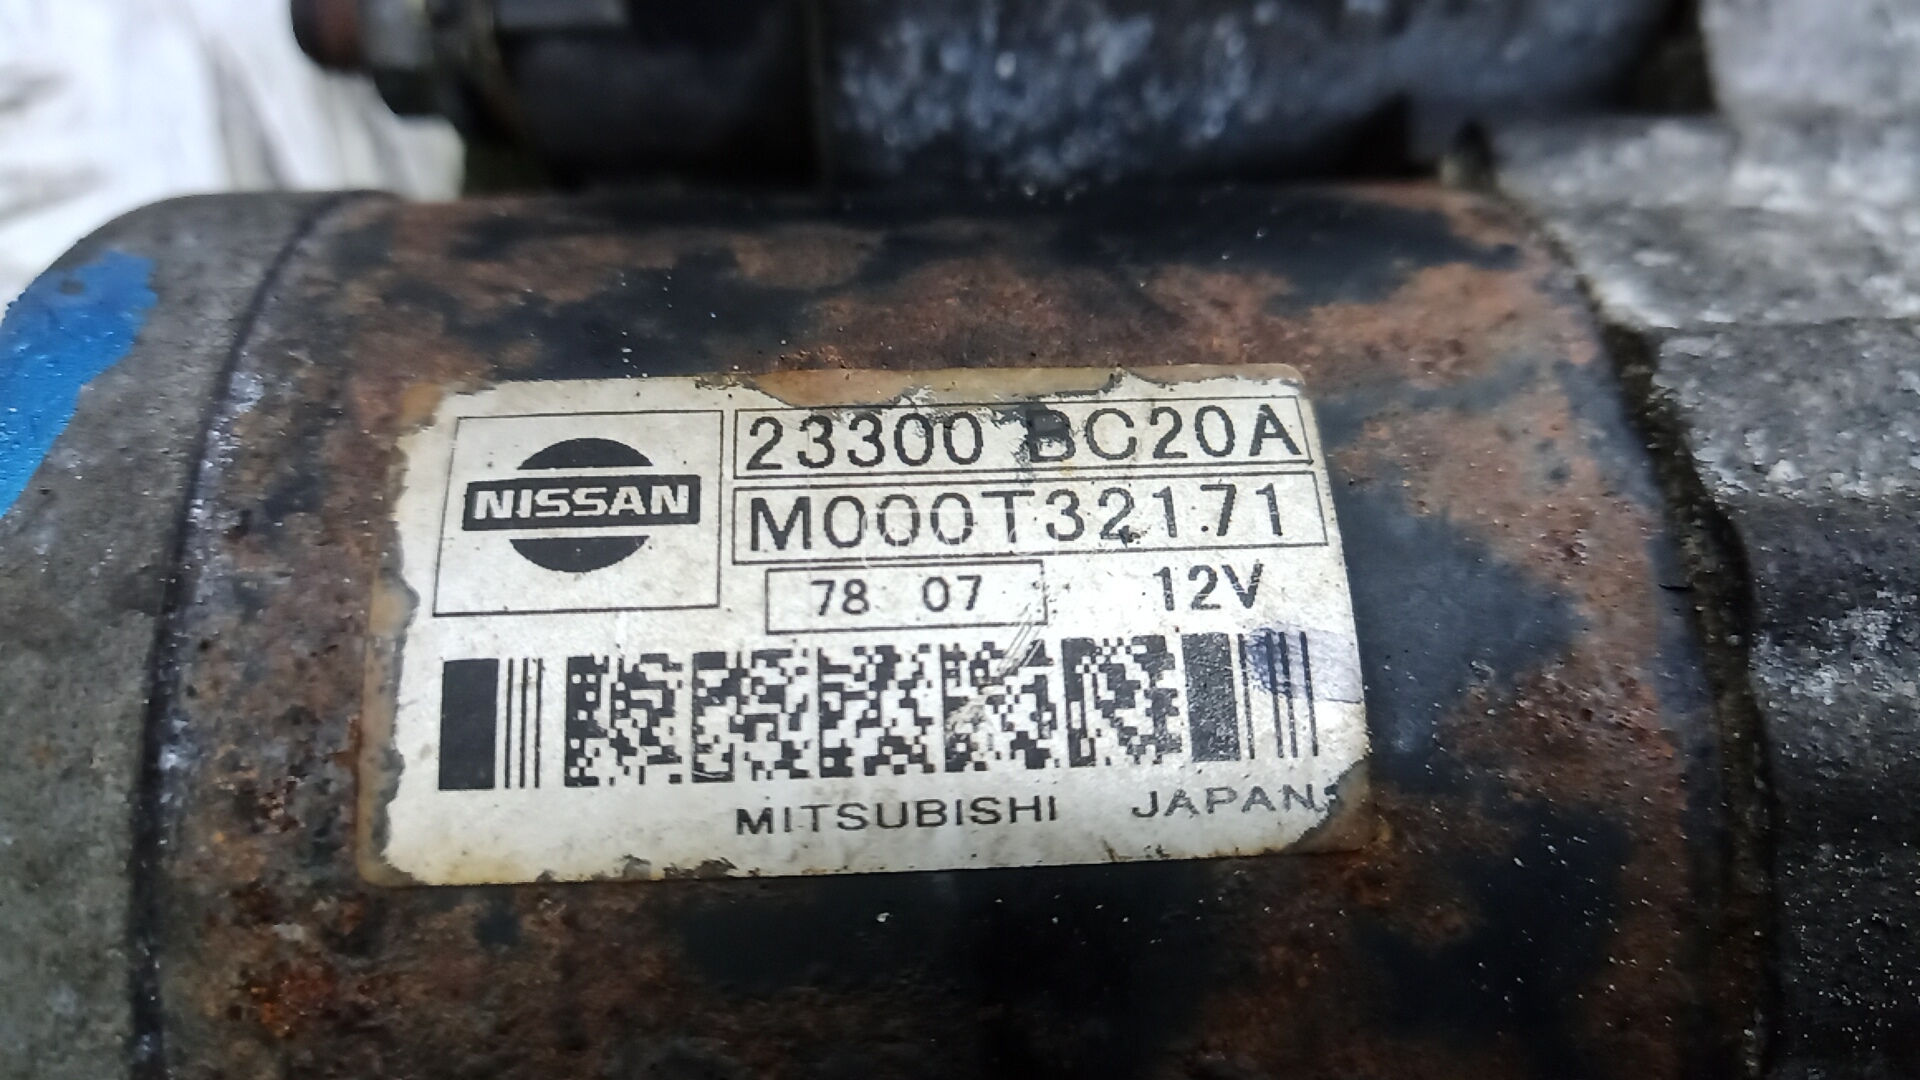 NISSAN
23300 BC20A
M000T32171
78 07
12V
MITSUBISHI JAPAN